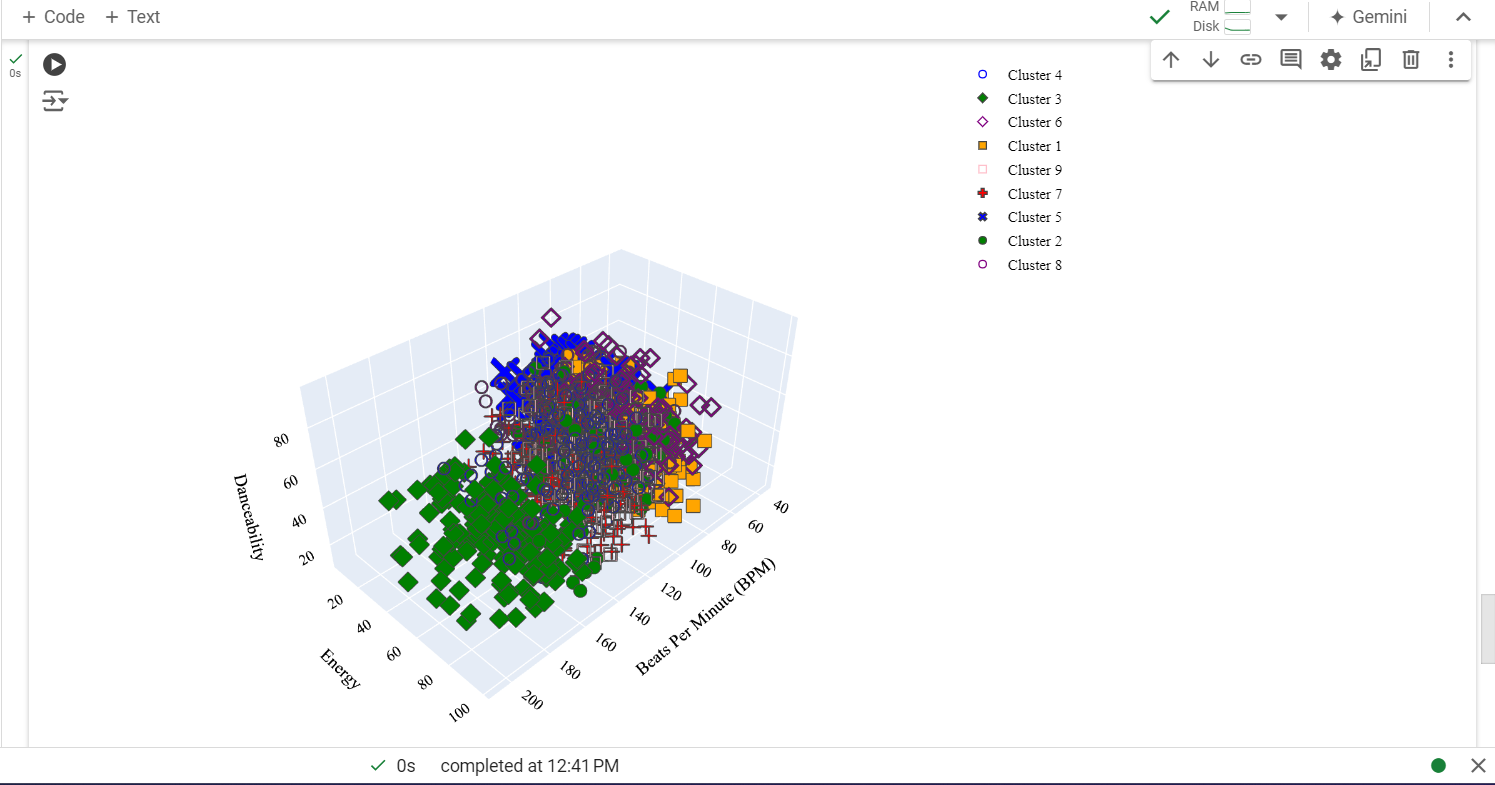 + Code + Text
RAM
Disk
Gemini
0s
Cluster 4
Cluster 3
Cluster 6
Cluster 1
Cluster 9
Cluster 7
Cluster 5
Cluster 2
Cluster 8
80
60
40
20
Danceability
20
40
60
80
100
Energy
40
60
80
100
120
140
160
180
200
Beats Per Minute (BPM)
0s completed at 12:41 PM